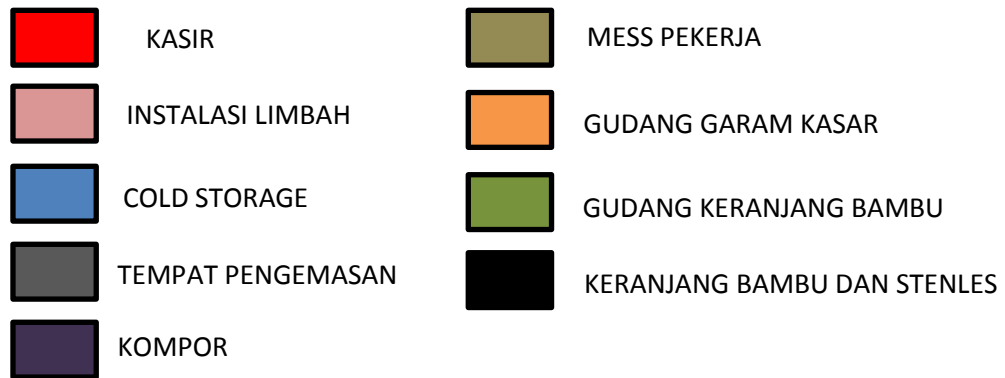 KASIR
INSTALASI LIMBAH
COLD STORAGE
TEMPAT PENGEMASAN
KOMPOR
MESS PEKERJA
GUDANG GARAM KASAR
GUDANG KERANJANG BAMBU
KERANJANG BAMBU DAN STENLES